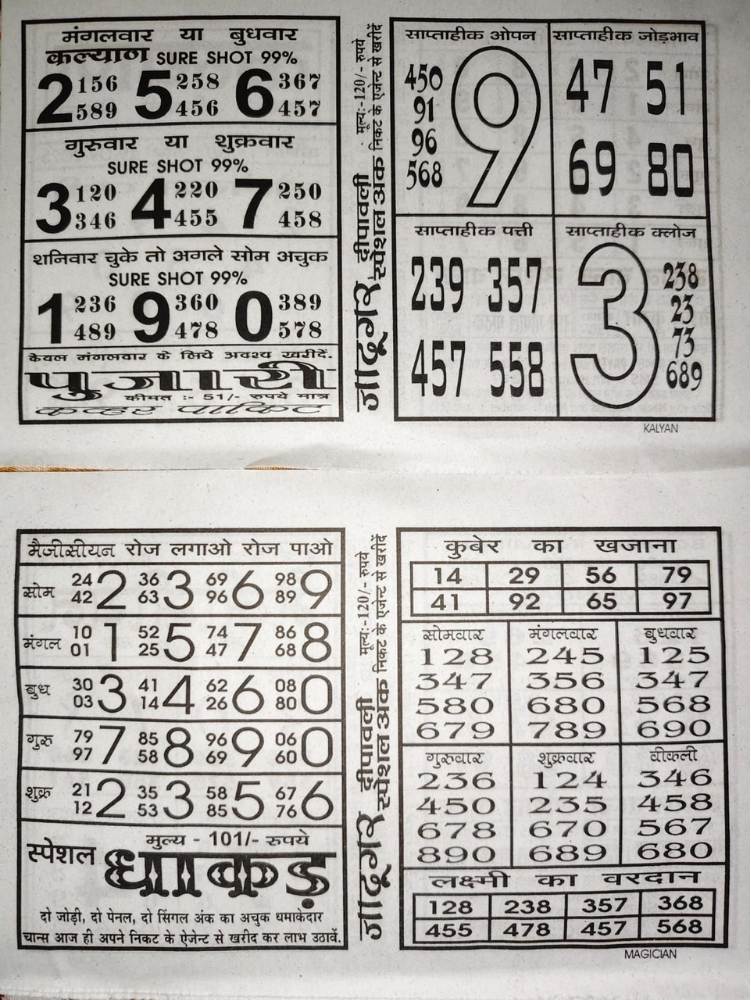 मंगलवार या बुधवार
कल्याण SURE SHOT 99%
2 156 589 5 258 456 6 367 457
गुरुवार या शुक्रवार
SURE SHOT 99%
3 120 346 4 220 455 7 250 458
शनिवार चुके तो अगले सोम अचुक
SURE SHOT 99%
1 236 489 9 360 478 0 389 578
केवल मंगलवार के लिये अवश्य खरीदें.
पुजारी
कीमत :- 51/- रुपये मात्र
कव्हर पाकिट
जादूगर दीपावली स्पेशल अंक
मूल्य:-120/- रुपये
निकट के एजेन्ट से खरीदें
साप्ताहीक ओपन
450
91
96
568
9
साप्ताहीक जोड़भाव
47 51
69 80
साप्ताहीक पत्ती
239 357
457 558
साप्ताहीक क्लोज
3
238
23
73
689
KALYAN
मैजीसीयन रोज लगाओ रोज पाओ
सोम 24 42 2 36 63 3 69 96 6 98 89 9
मंगल 10 01 1 52 25 5 74 47 7 86 68 8
बुध 30 03 3 41 14 4 62 26 6 08 80 0
गुरु 79 97 7 85 58 8 96 69 9 06 60 0
शुक्र 21 12 2 35 53 3 58 85 5 67 76 6
मुल्य - 101/- रुपये
स्पेशल धाकड़
दो जोड़ी, दो पेनल, दो सिंगल अंक का अचुक धमाकेदार
चान्स आज ही अपने निकट के ऐजेन्ट से खरीद कर लाभ उठावें.
जादूगर दीपावली स्पेशल अंक
मूल्य:-120/- रुपये
निकट के एजेन्ट से खरीदें
कुबेर का खजाना
14 29 56 79
41 92 65 97
सोमवार मंगलवार बुधवार
128 245 125
347 356 347
580 680 568
679 789 690
गुरुवार शुक्रवार वीकली
236 124 346
450 235 458
678 670 567
890 689 680
लक्ष्मी का वरदान
128 238 357 368
455 478 457 568
MAGICIAN